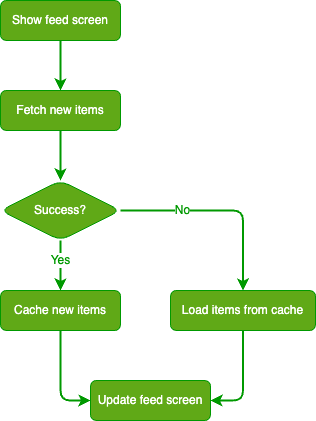 Show feed screen
Fetch new items
Success?
No
Yes
Cache new items
Load items from cache
Update feed screen